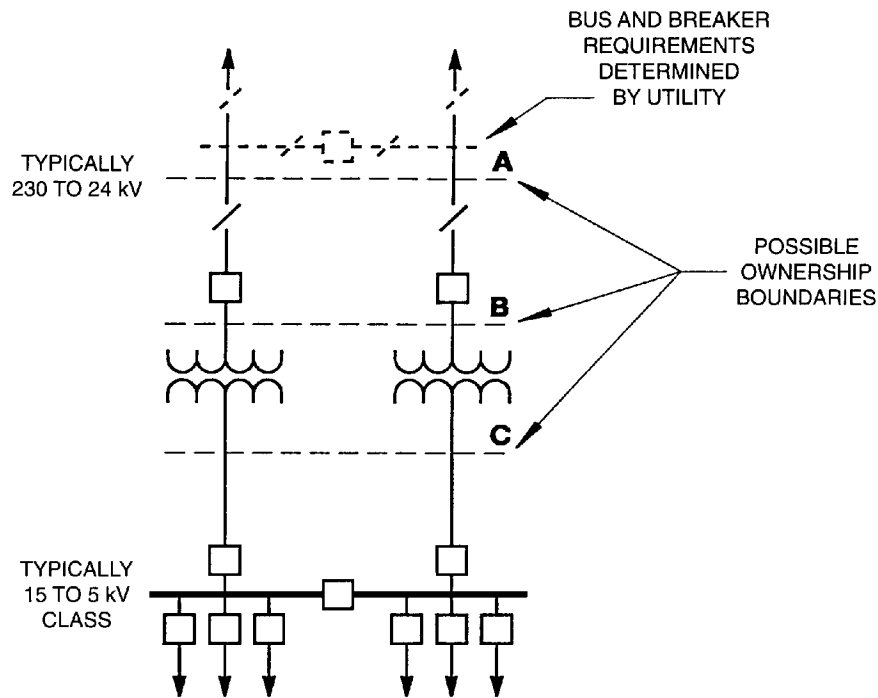 BUS AND BREAKER
REQUIREMENTS
DETERMINED
BY UTILITY
A
TYPICALLY
230 TO 24 kV
POSSIBLE
OWNERSHIP
BOUNDARIES
B
C
TYPICALLY
15 TO 5 kV
CLASS